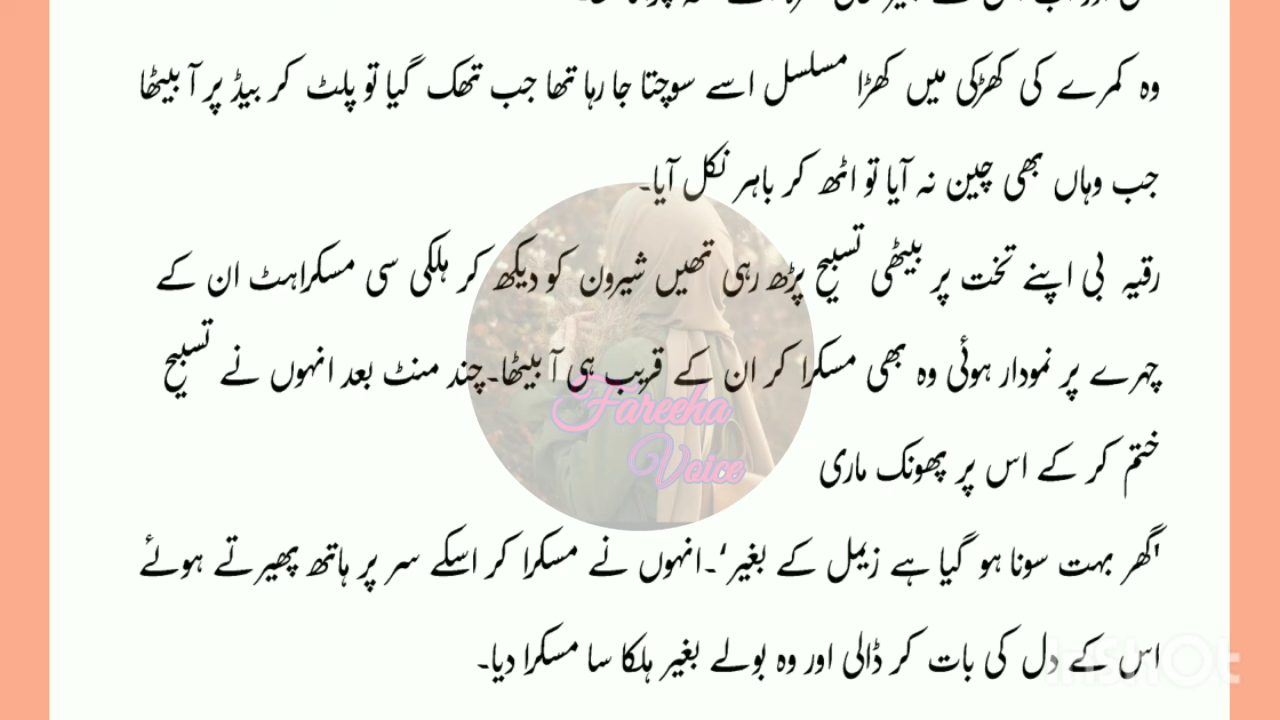 وہ کمرے کی کھڑکی میں کھڑا مسلسل اسے سوچتا جا رہا تھا جب تھک گیا تو پلٹ کر بیڈ پر آ بیٹھا
جب وہاں بھی چین نہ آیا تو اٹھ کر باہر نکل آیا۔
رقیہ بی اپنے تخت پر بیٹھی تسبیح پڑھ رہی تھیں شیرون کو دیکھ کر ہلکی سی مسکراہٹ ان کے
چہرے پر نمودار ہوئی وہ بھی مسکرا کر ان کے قریب ہی آ بیٹھا۔چند منٹ بعد انہوں نے تسبیح
Fareeha
Voice
ختم کر کے اس پر پھونک ماری
'گھر بہت سونا ہو گیا ہے زیمل کے بغیر'۔انہوں نے مسکرا کر اسکے سر پر ہاتھ پھیرتے ہوئے
اس کے دل کی بات کر ڈالی اور وہ بولے بغیر ہلکا سا مسکرا دیا۔
InShOt